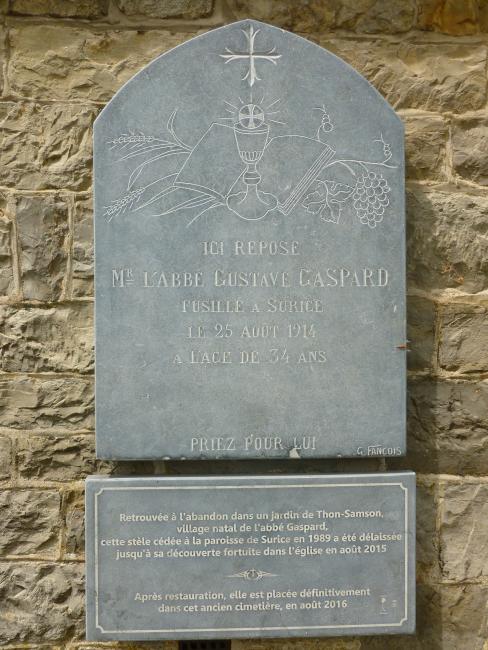 ICI REPOSE
MR L'ABBÉ GUSTAVE GASPARD
FUSILLÉ A SURICE
LE 25 AOÛT 1914
A L'AGE DE 34 ANS
PRIEZ POUR LUI
G. FANCOIS
Retrouvée à l'abandon dans un jardin de Thon-Samson,
village natal de l'abbé Gaspard,
cette stèle cédée à la paroisse de Surice en 1989 a été délaissée
jusqu'à sa découverte fortuite dans l'église en août 2015
Après restauration, elle est placée définitivement
dans cet ancien cimetière, en août 2016